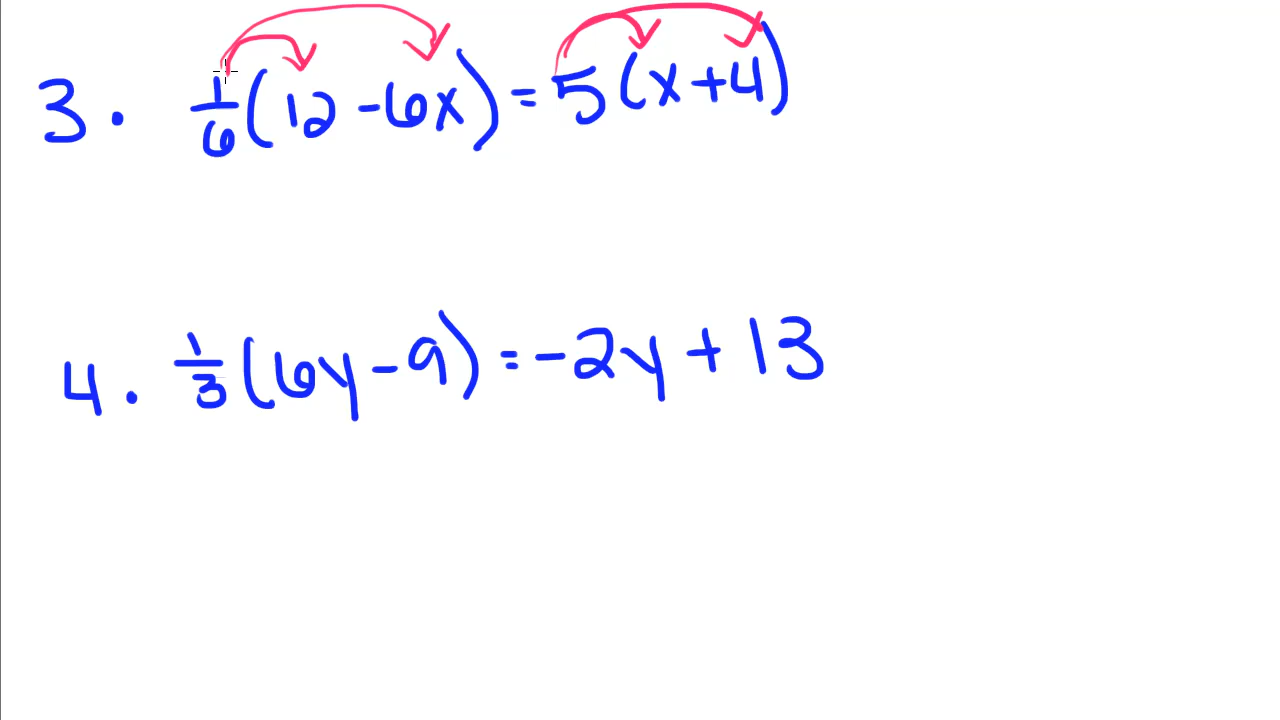 3. 1/6 (12 - 6x) = 5 (x + 4)
4. 1/3 (6y - 9) = -2y + 13